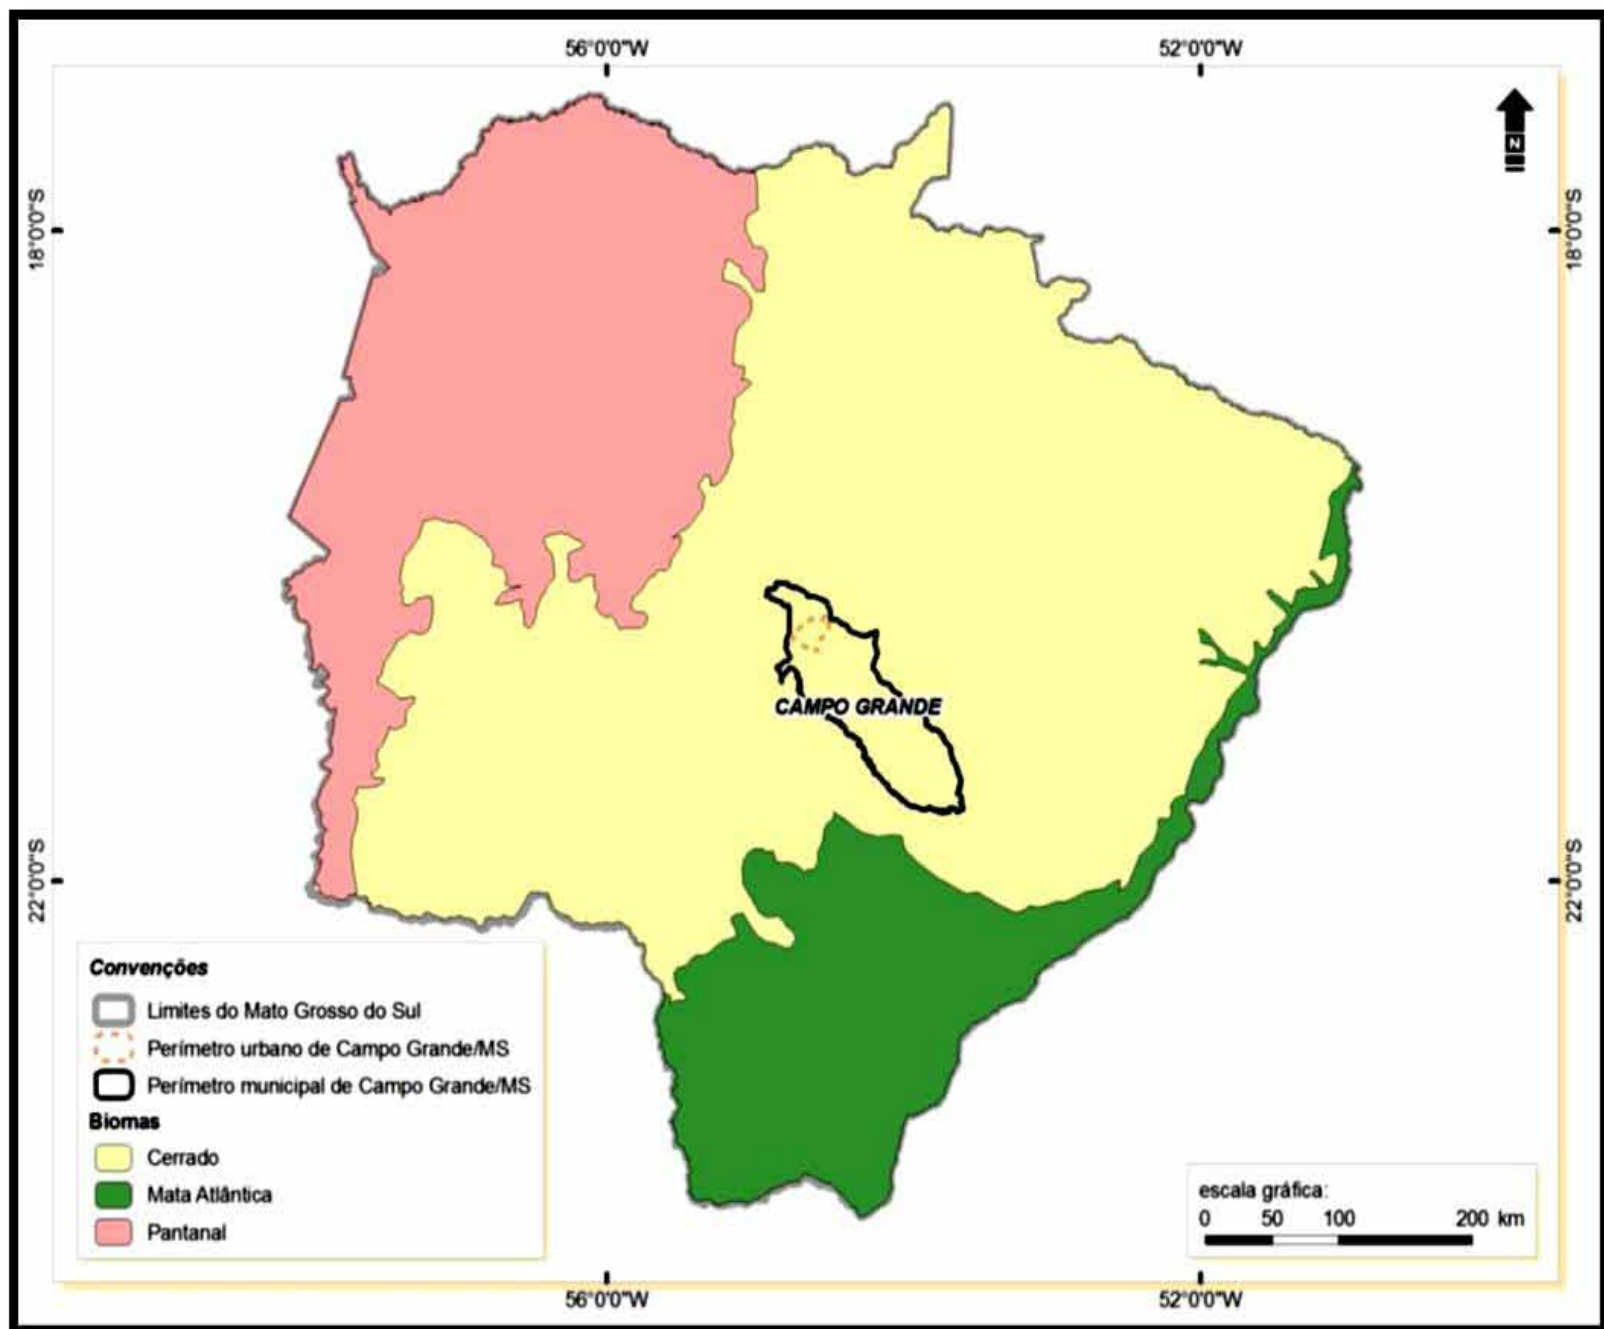 56°0'0"W
52°0'0"W
N
18°0'0"S
18°0'0"S
CAMPO GRANDE
22°0'0"S
22°0'0"S
Convenções
Limites do Mato Grosso do Sul
Perímetro urbano de Campo Grande/MS
Perímetro municipal de Campo Grande/MS
Biomas
Cerrado
Mata Atlântica
Pantanal
escala gráfica:
0 50 100 200 km
56°0'0"W
52°0'0"W